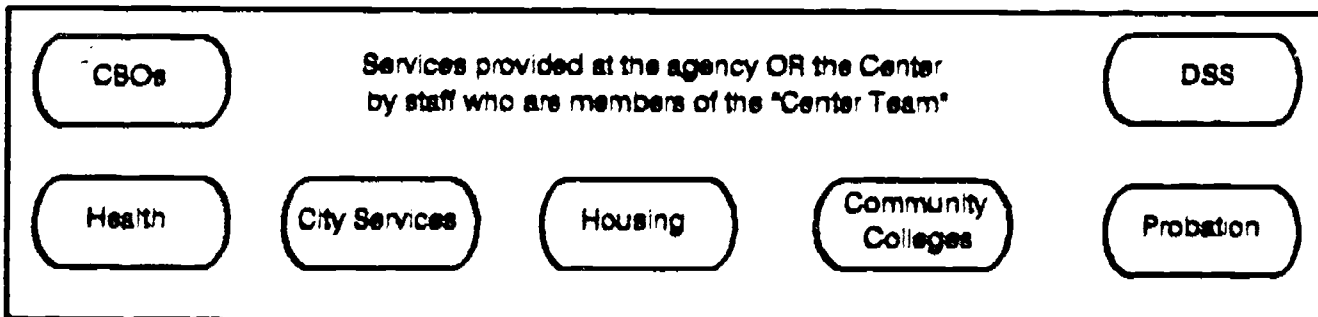 CBOs
Services provided at the agency OR the Center
by staff who are members of the "Center Team"
DSS
Health
City Services
Housing
Community
Colleges
Probation